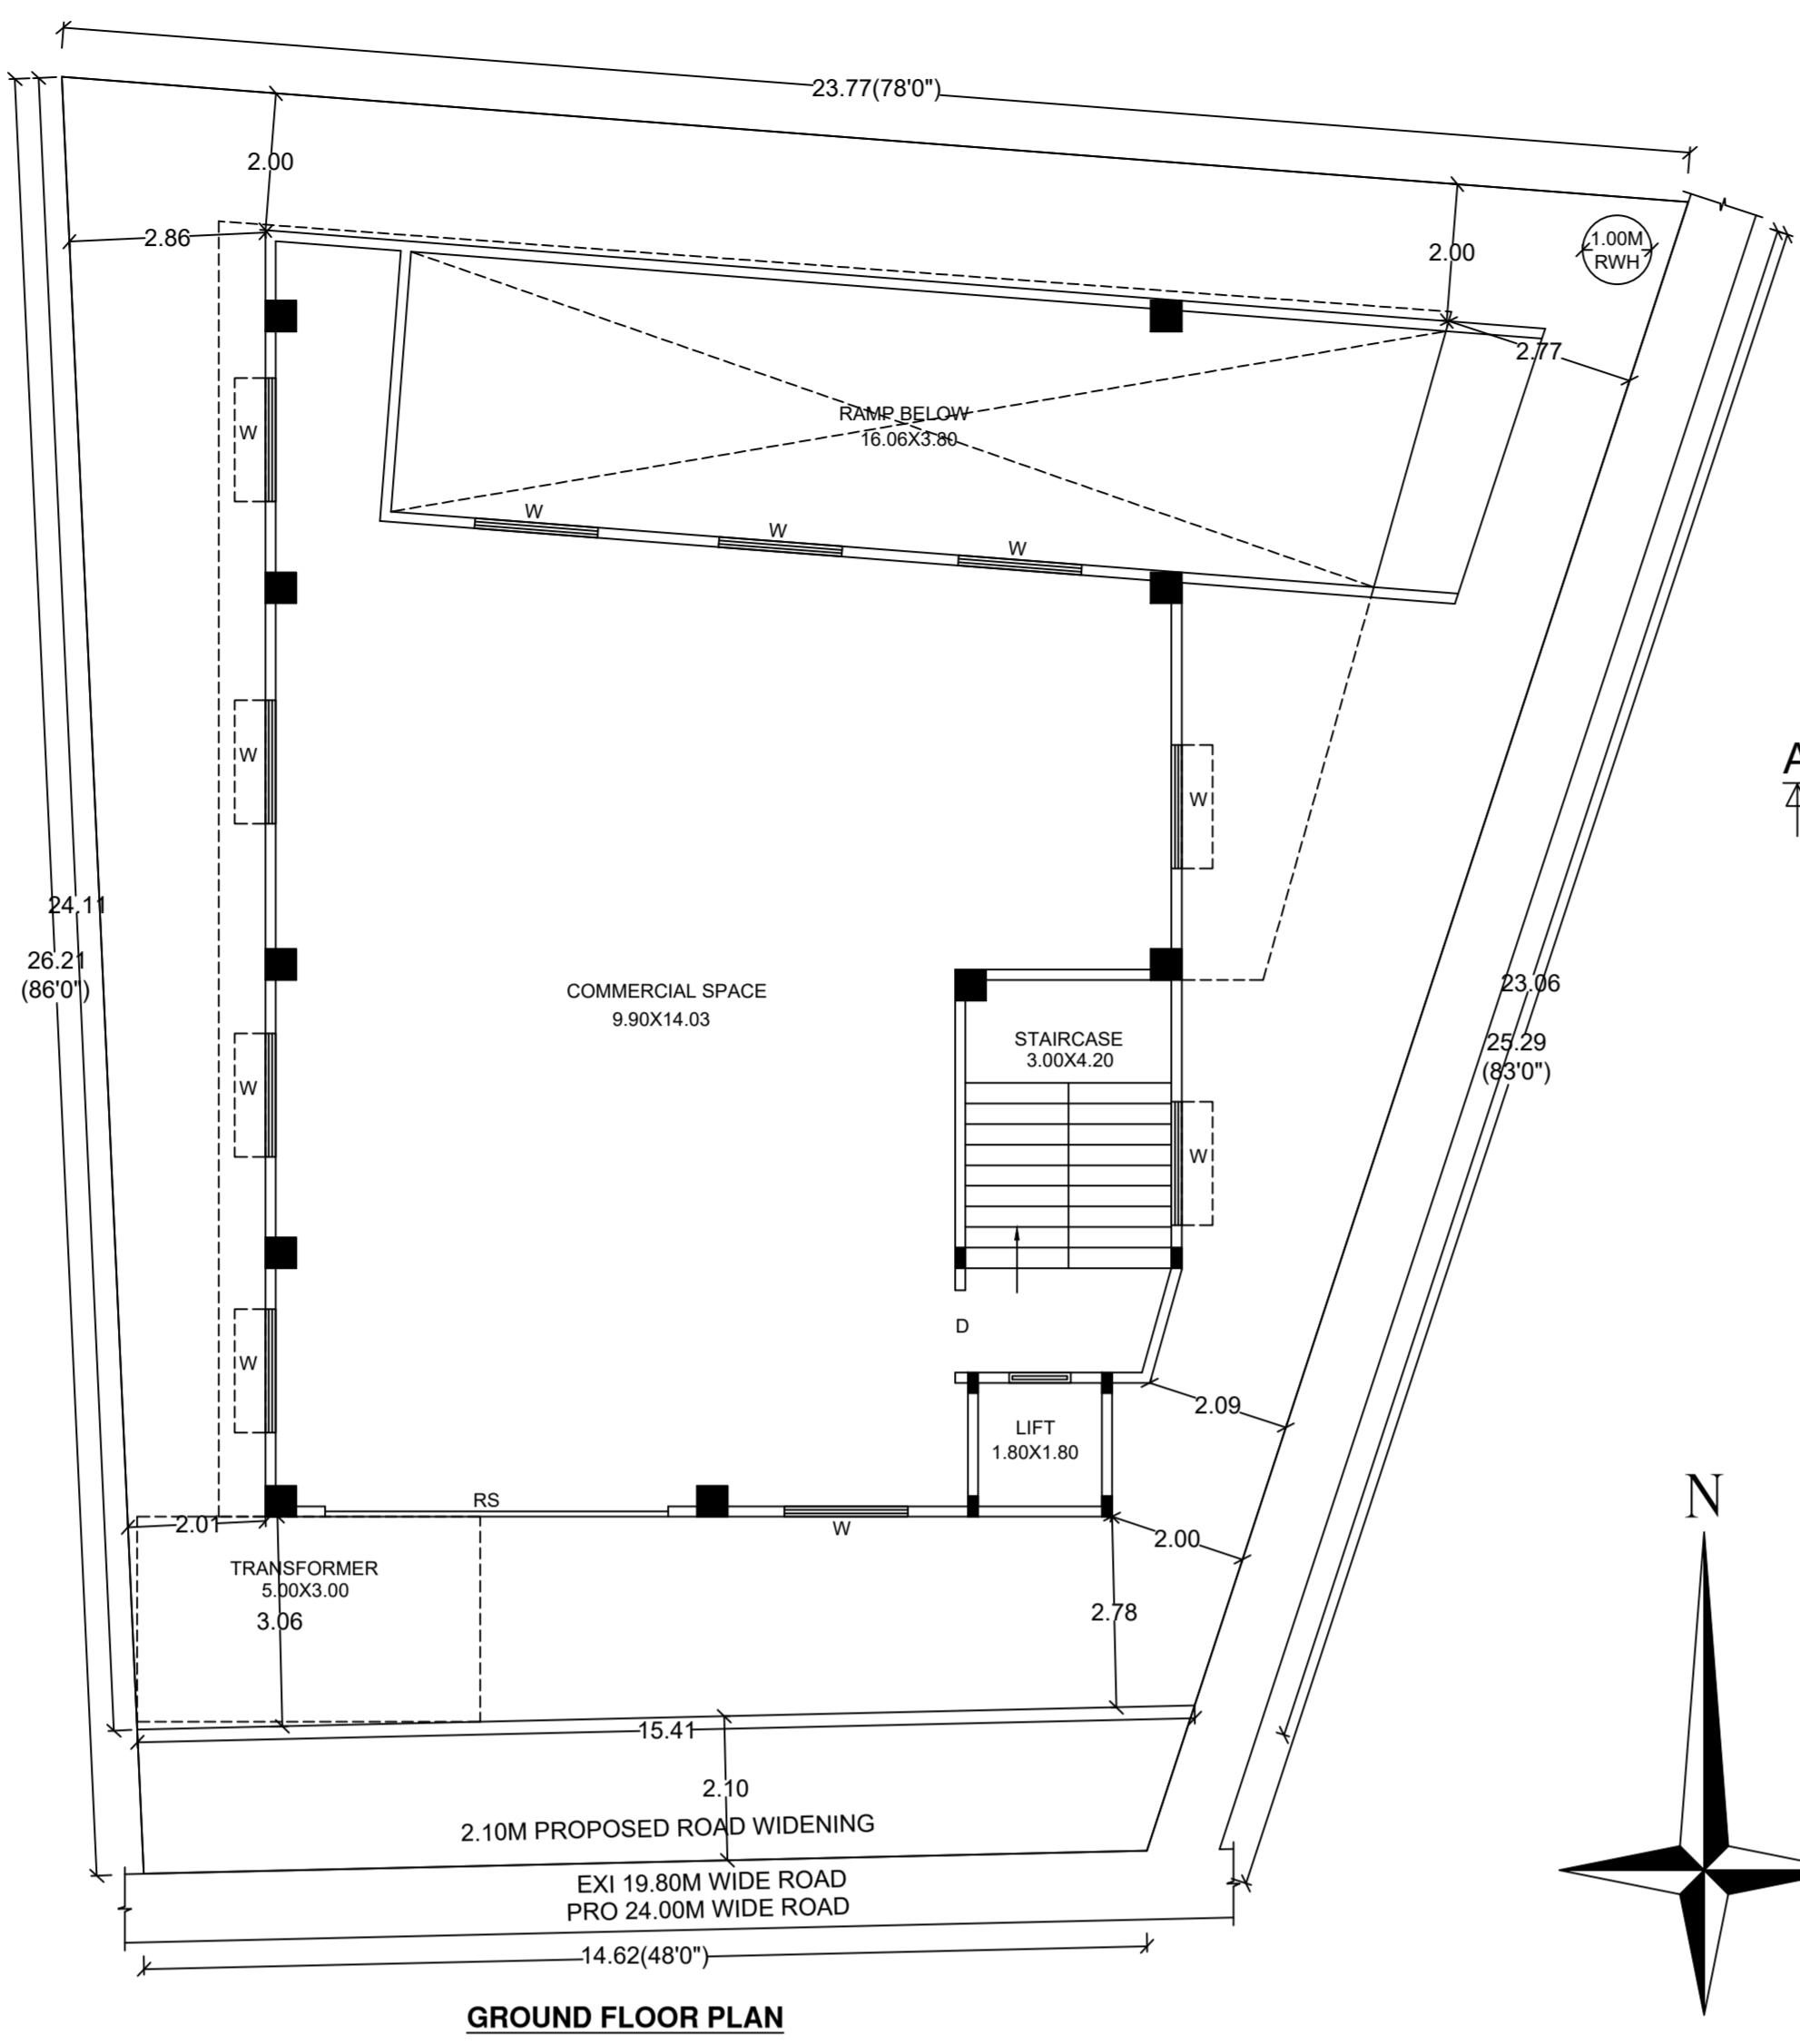 23.77(78'0")
2.00
2.86
2.00
1.00M
RWH
2.77
RAMP BELOW
16.06X3.80
W
W
W
W
W
W
A
24.11
26.21
(86'0")
COMMERCIAL SPACE
9.90X14.03
23.06
25.29
(83'0")
STAIRCASE
3.00X4.20
W
W
D
W
2.09
LIFT
1.80X1.80
RS
W
2.01
2.00
N
TRANSFORMER
5.00X3.00
3.06
2.78
15.41
2.10
2.10M PROPOSED ROAD WIDENING
EXI 19.80M WIDE ROAD
PRO 24.00M WIDE ROAD
14.62(48'0")
GROUND FLOOR PLAN